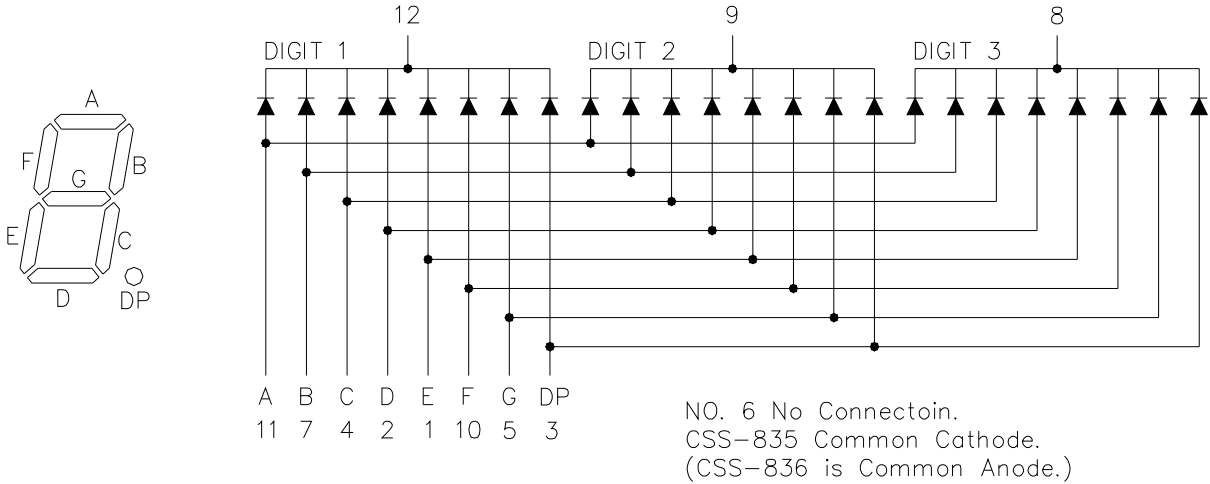 12 9 8
DIGIT 1 DIGIT 2 DIGIT 3
A
F B
G
E C
D DP
A B C D E F G DP
11 7 4 2 1 10 5 3
NO. 6 No Connectoin.
CSS-835 Common Cathode.
(CSS-836 is Common Anode.)